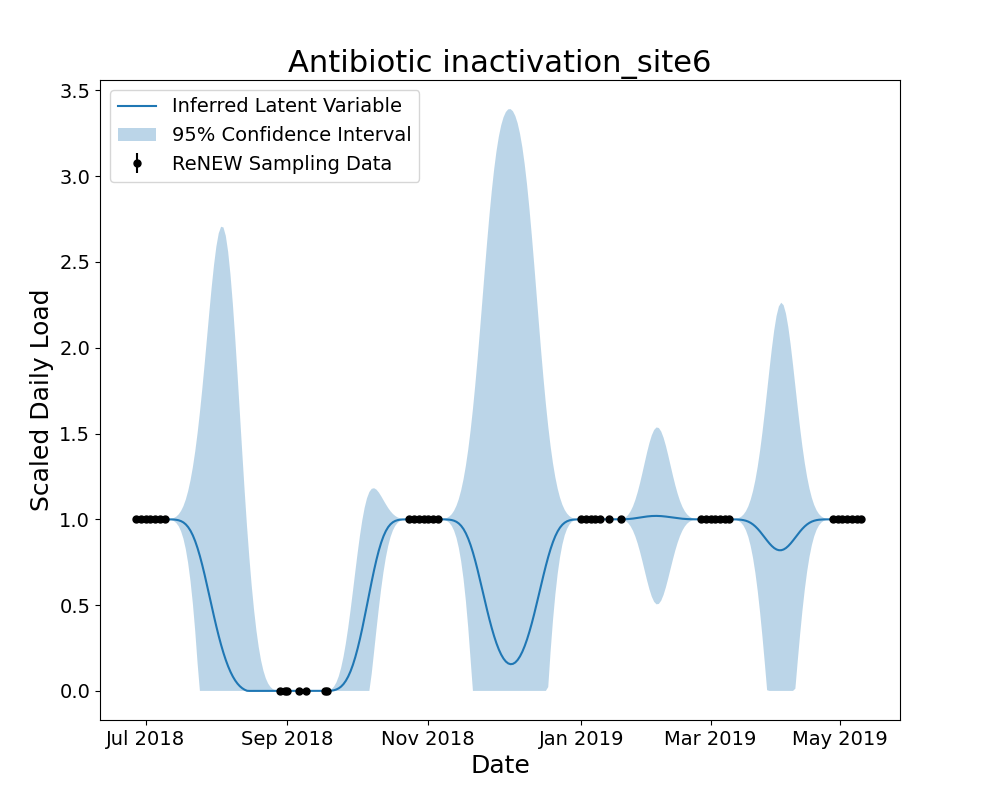 Antibiotic inactivation_site6
3.5
3.0
2.5
2.0
1.5
1.0
0.5
0.0
Scaled Daily Load
Inferred Latent Variable
95% Confidence Interval
ReNEW Sampling Data
Jul 2018 Sep 2018 Nov 2018 Jan 2019 Mar 2019 May 2019
Date